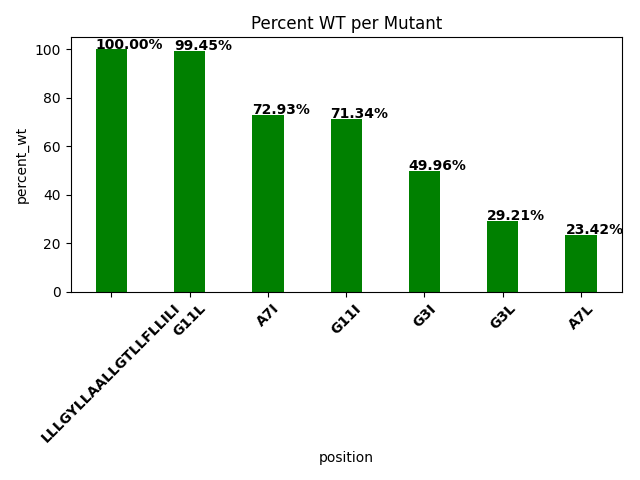 Percent WT per Mutant
percent_wt
100
80
60
40
20
0
100.00%
99.45%
72.93%
71.34%
49.96%
29.21%
23.42%
LLLGYLLAALLGTLLFLLILI
G11L
A7I
G11I
G3I
G3L
A7L
position